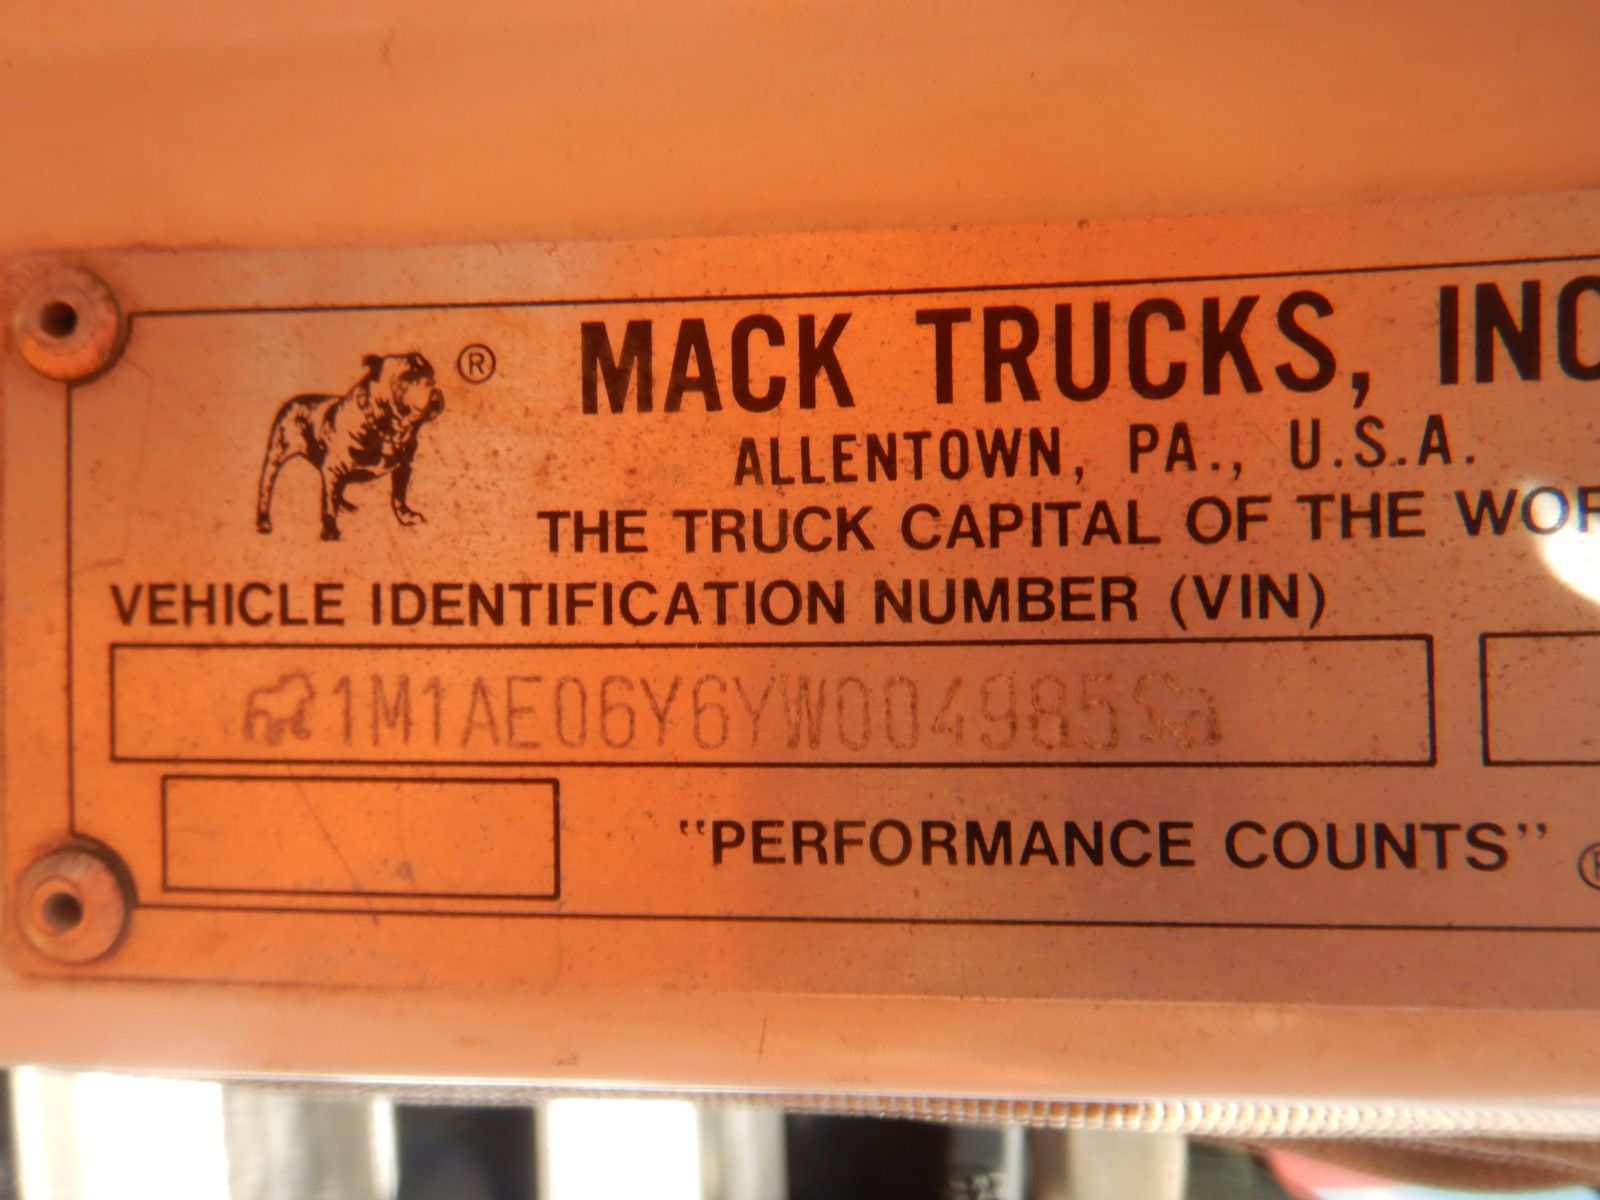 ®
MACK TRUCKS, INC
ALLENTOWN, PA., U.S.A.
THE TRUCK CAPITAL OF THE WOR
VEHICLE IDENTIFICATION NUMBER (VIN)
1M1AE06Y6YW004985
"PERFORMANCE COUNTS" ®